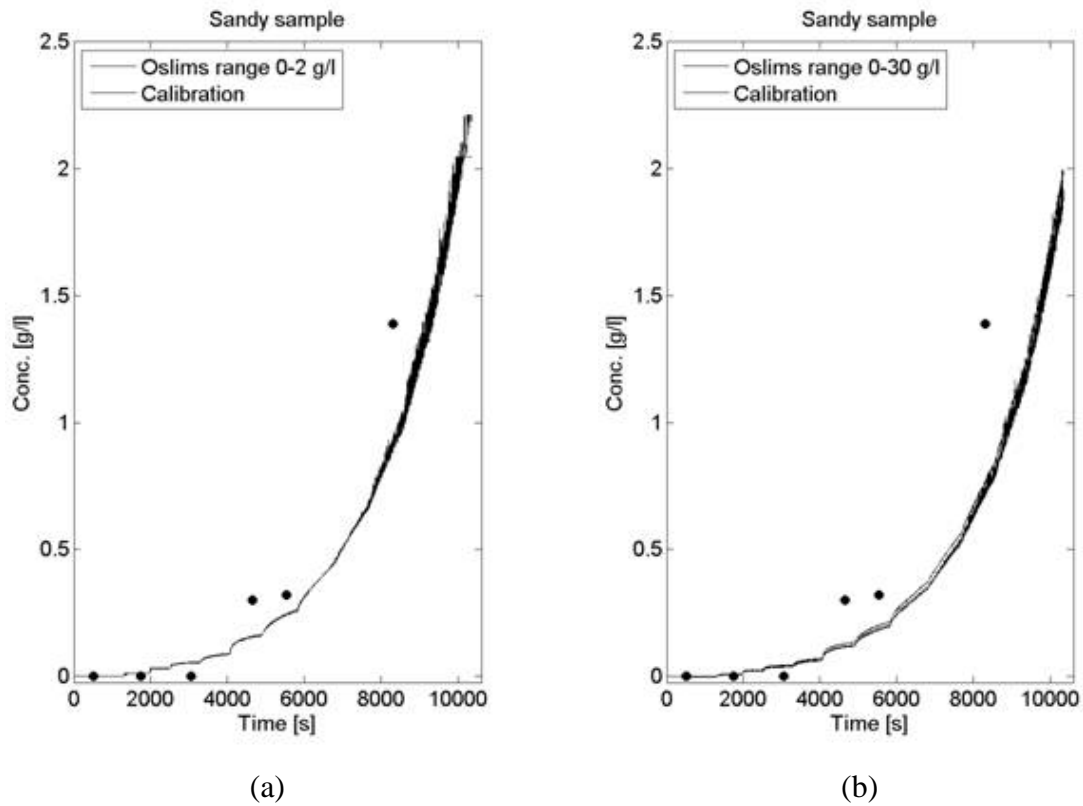 Sandy sample
2.5
2
1.5
1
0.5
0
Conc. [g/l]
Oslims range 0-2 g/l
Calibration
0 2000 4000 6000 8000 10000
Time [s]
(a)
Sandy sample
2.5
2
1.5
1
0.5
0
Conc. [g/l]
Oslims range 0-30 g/l
Calibration
0 2000 4000 6000 8000 10000
Time [s]
(b)